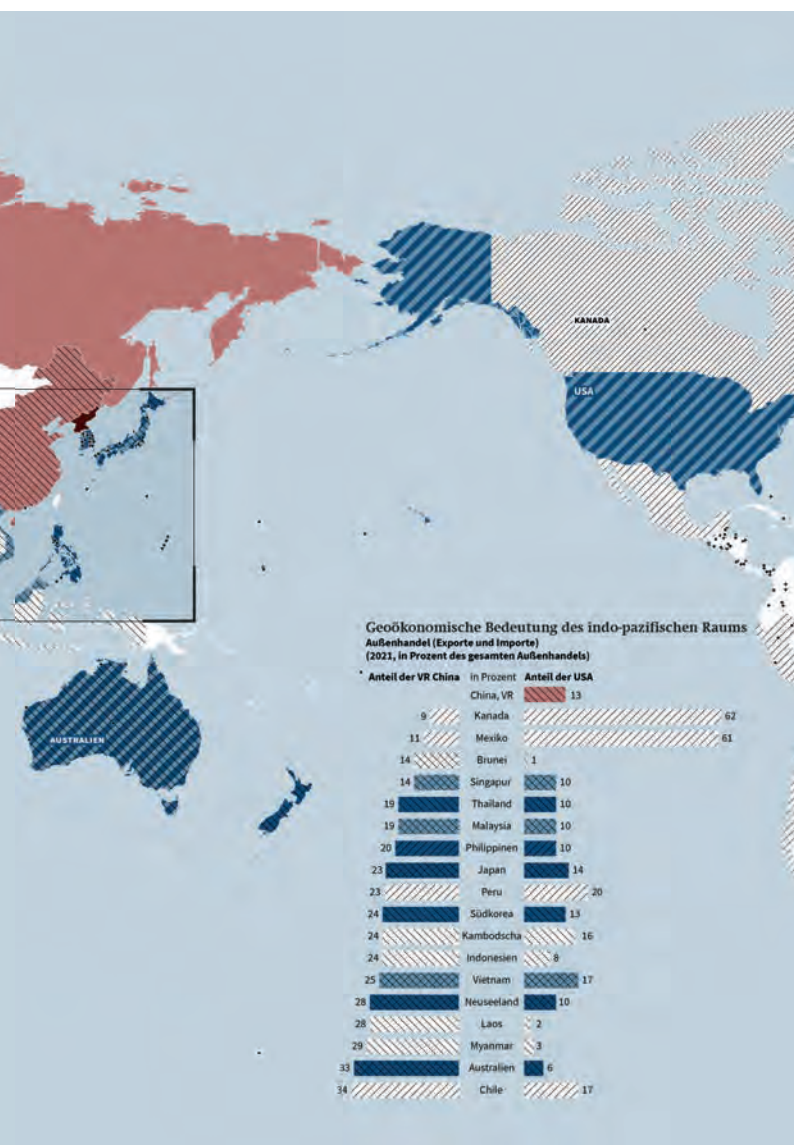 KANADA
USA
AUSTRALIEN
Geoökonomische Bedeutung des indo-pazifischen Raums
Außenhandel (Exporte und Importe)
(2021, in Prozent des gesamten Außenhandels)
Anteil der VR China in Prozent Anteil der USA
China, VR 13
9 Kanada 62
11 Mexiko 61
14 Brunei 1
14 Singapur 10
19 Thailand 10
19 Malaysia 10
20 Philippinen 10
23 Japan 14
23 Peru 20
24 Südkorea 13
24 Kambodscha 16
24 Indonesien 8
25 Vietnam 17
28 Neuseeland 10
28 Laos 2
29 Myanmar 3
33 Australien 6
34 Chile 17